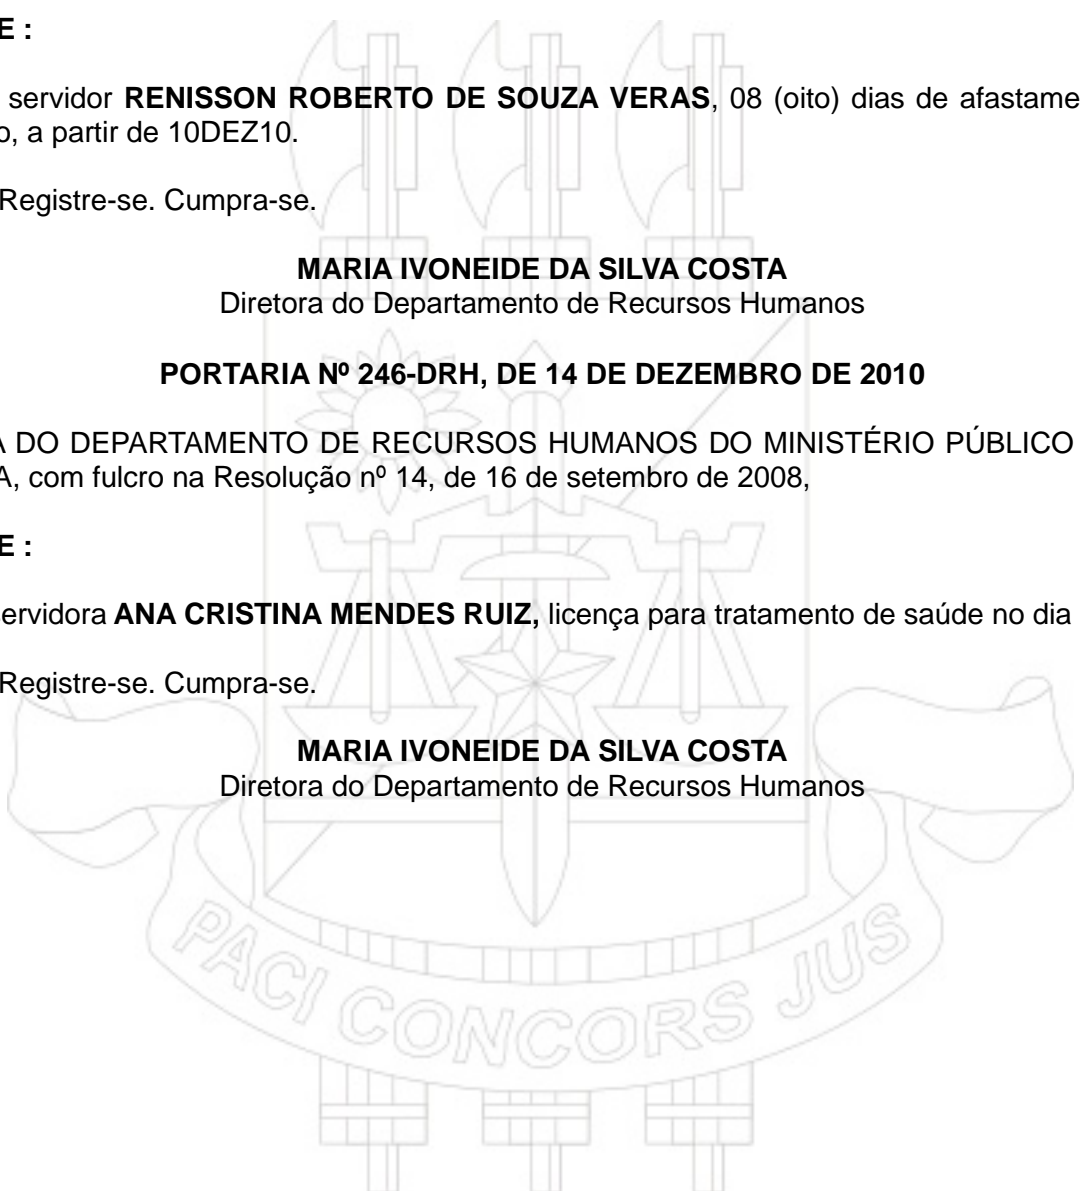 E :
servidor RENISSON ROBERTO DE SOUZA VERAS, 08 (oito) dias de afastame
o, a partir de 10DEZ10.
Registre-se. Cumpra-se.
MARIA IVONEIDE DA SILVA COSTA
Diretora do Departamento de Recursos Humanos
PORTARIA Nº 246-DRH, DE 14 DE DEZEMBRO DE 2010
A DO DEPARTAMENTO DE RECURSOS HUMANOS DO MINISTÉRIO PÚBLICO
A, com fulcro na Resolução nº 14, de 16 de setembro de 2008,
E :
servidora ANA CRISTINA MENDES RUIZ, licença para tratamento de saúde no dia
Registre-se. Cumpra-se.
MARIA IVONEIDE DA SILVA COSTA
Diretora do Departamento de Recursos Humanos
PACI CONCORS JUS